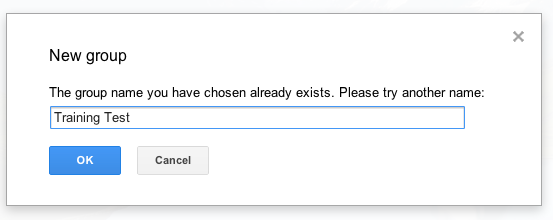 New group
The group name you have chosen already exists. Please try another name:
Training Test
OK Cancel